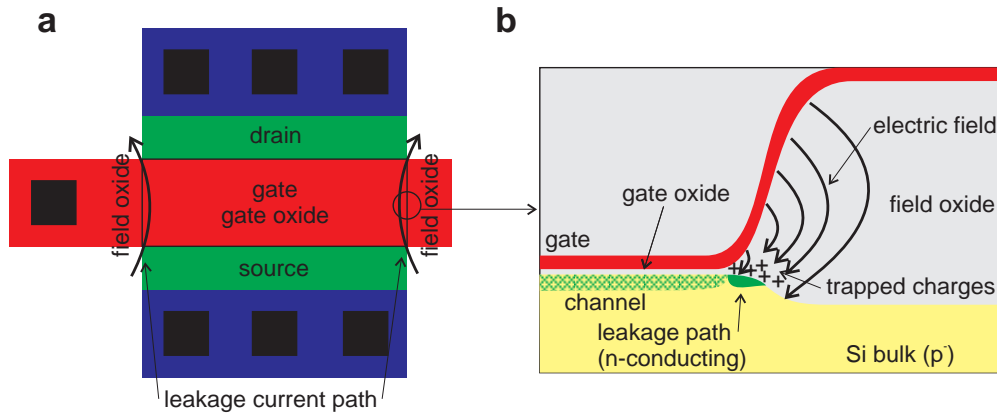 a
drain
field oxide
gate
gate oxide
field oxide
source
leakage current path
b
electric field
gate oxide
field oxide
gate
trapped charges
channel
leakage path
(n-conducting)
Si bulk (p⁻)
+ + + + + + +